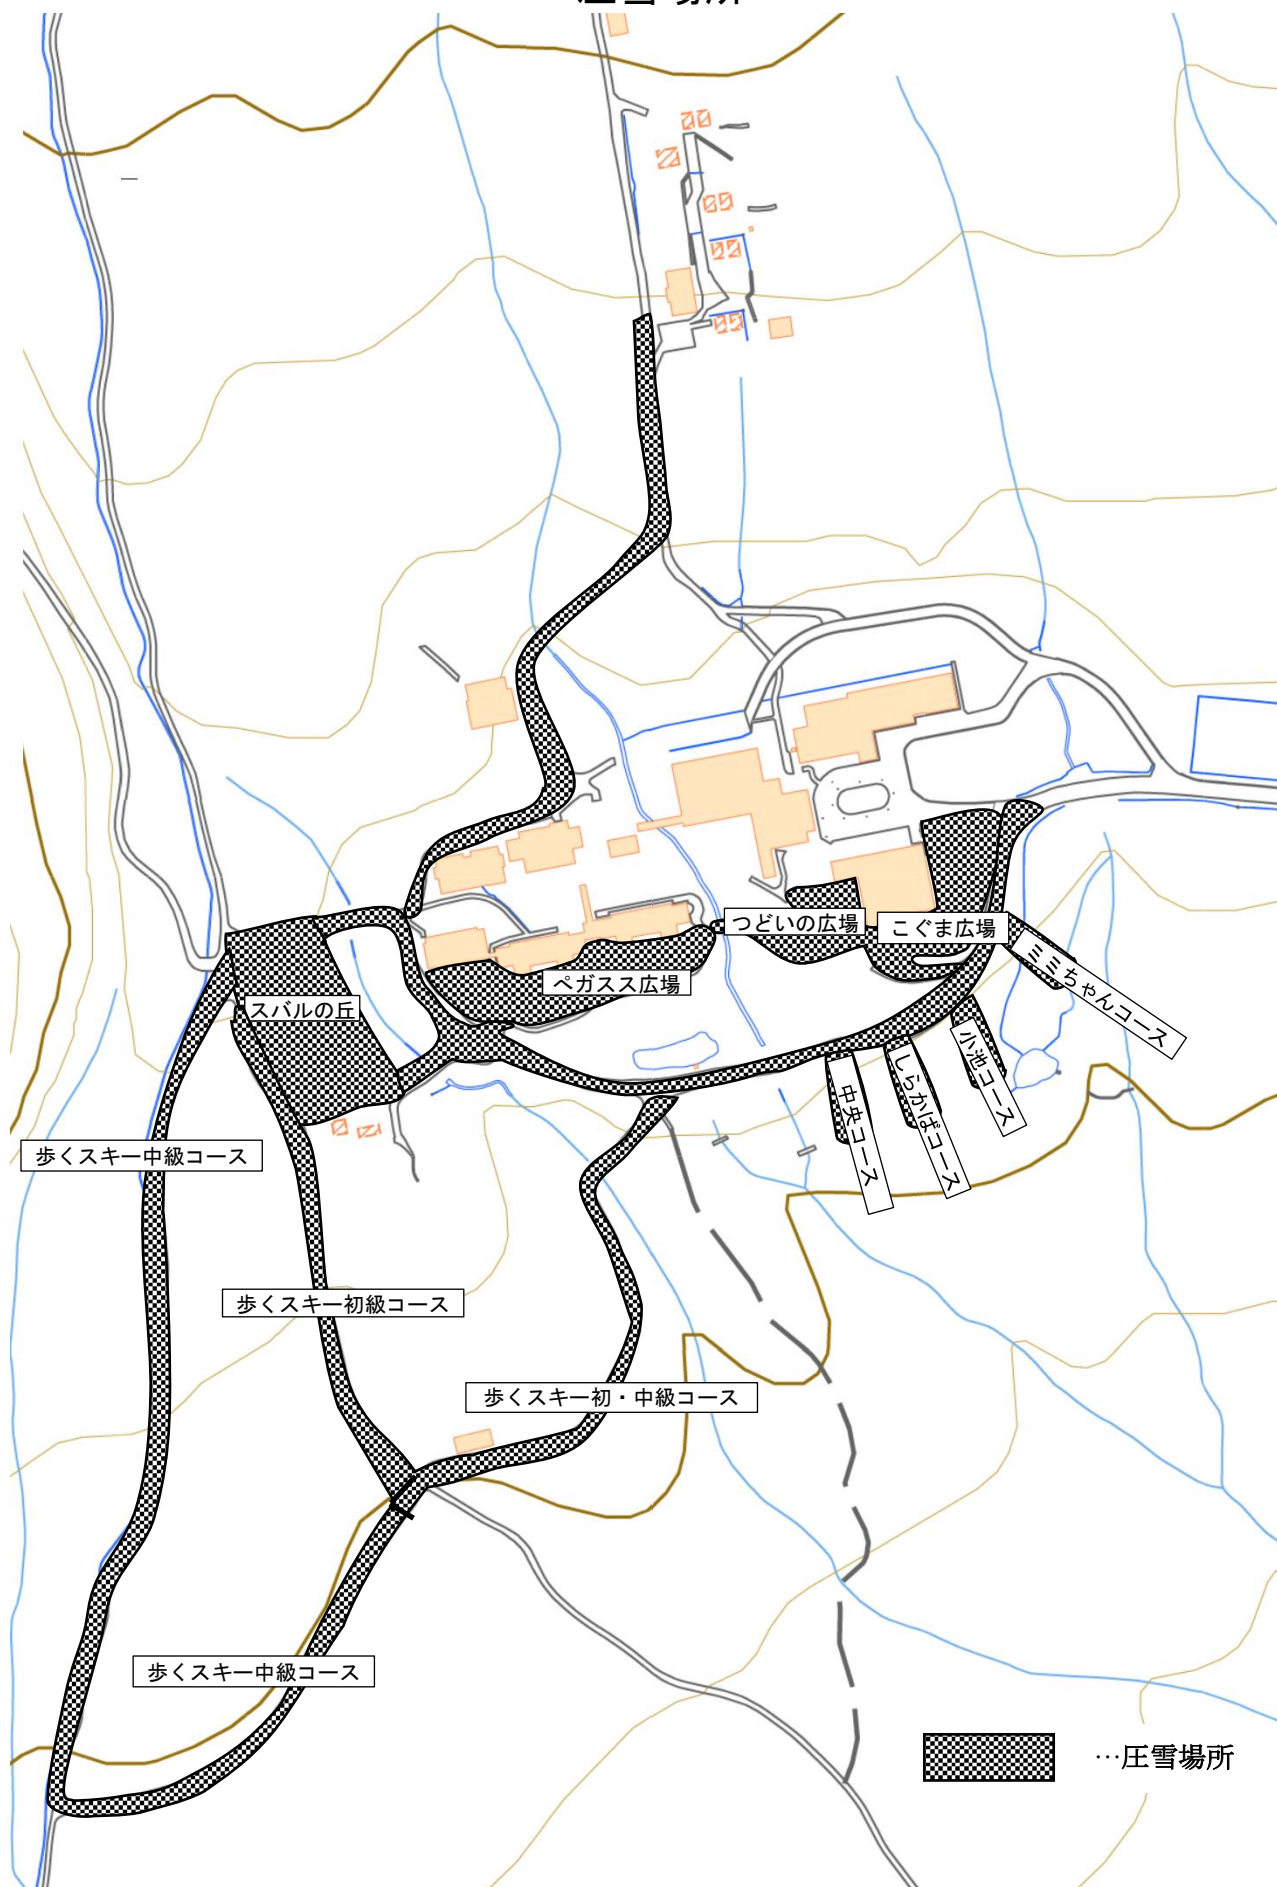 圧雪場所
つどいの広場
こぐま広場
ミミちゃんコース
ペガスス広場
スバルの丘
小池コース
しらかばコース
中央コース
歩くスキー中級コース
歩くスキー初級コース
歩くスキー初・中級コース
歩くスキー中級コース
…圧雪場所